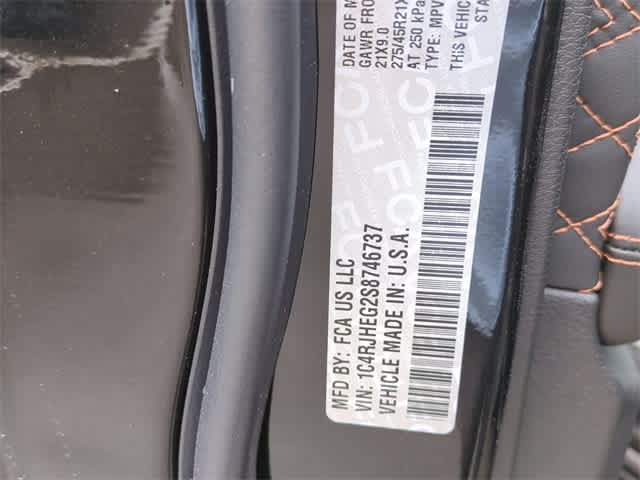 MFD BY: FCA US LLC
VIN: 1C4RJHEG2S8746737
VEHICLE MADE IN: U.S.A.
DATE OF M
GAWR FRO
21X9.0
275/45R21X
AT 250 kPa
TYPE: MPV
THIS VEHIC
STA